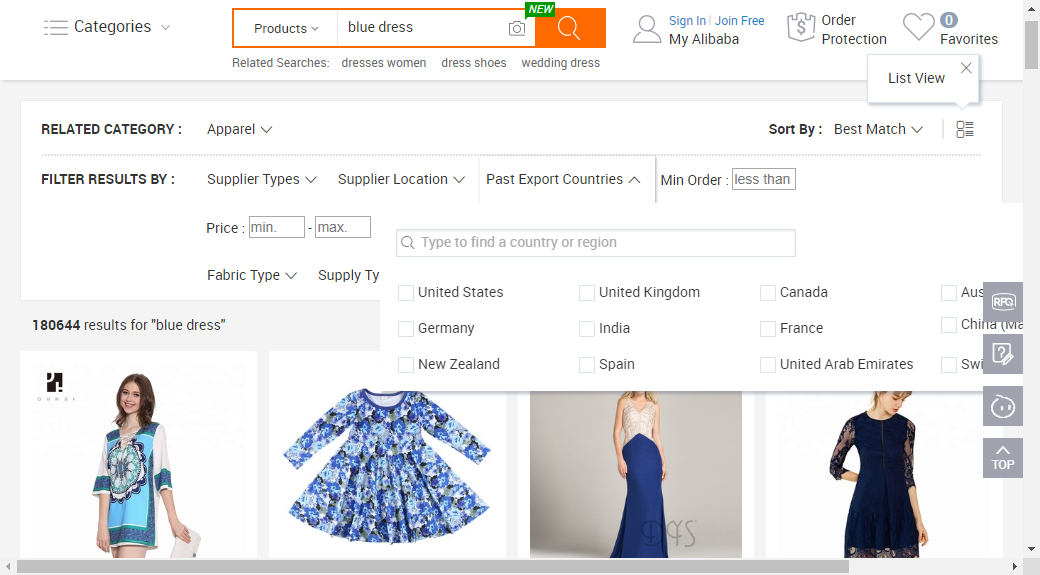 Categories
Products
blue dress
NEW
Sign In | Join Free
My Alibaba
Order
Protection
0
Favorites
Related Searches: dresses women dress shoes wedding dress
List View
RELATED CATEGORY : Apparel
Sort By : Best Match
FILTER RESULTS BY : Supplier Types Supplier Location Past Export Countries Min Order : less than
Price : min. - max.
Type to find a country or region
Fabric Type Supply Ty
United States United Kingdom Canada Aus
RFQ
180644 results for "blue dress"
Germany India France China (Ma
New Zealand Spain United Arab Emirates Swi
TOP